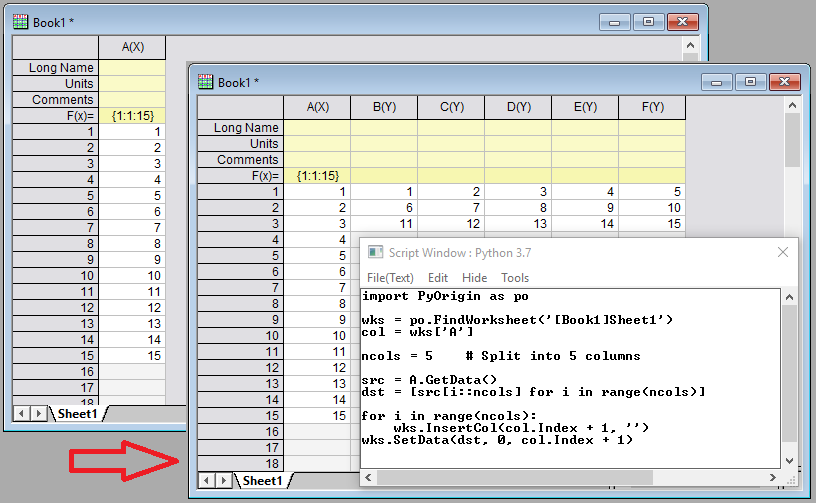 Book1 *
A(X)
Long Name
Units
Comments
F(x)= {1:1:15}
1 1
2 2
3 3
4 4
5 5
6 6
7 7
8 8
9 9
10 10
11 11
12 12
13 13
14 14
15 15
16
17
18
Sheet1
Book1 *
A(X) B(Y) C(Y) D(Y) E(Y) F(Y)
Long Name
Units
Comments
F(x)= {1:1:15}
1 1 1 2 3 4 5
2 2 6 7 8 9 10
3 3 11 12 13 14 15
4 4
5 5
6 6
7 7
8 8
9 9
10 10
11 11
12 12
13 13
14 14
15 15
16
17
18
Sheet1
Script Window : Python 3.7
File(Text) Edit Hide Tools
import PyOrigin as po
wks = po.FindWorksheet('[Book1]Sheet1')
col = wks['A']
ncols = 5 # Split into 5 columns
src = A.GetData()
dst = [src[i::ncols] for i in range(ncols)]
for i in range(ncols):
wks.InsertCol(col.Index + 1, '')
wks.SetData(dst, 0, col.Index + 1)